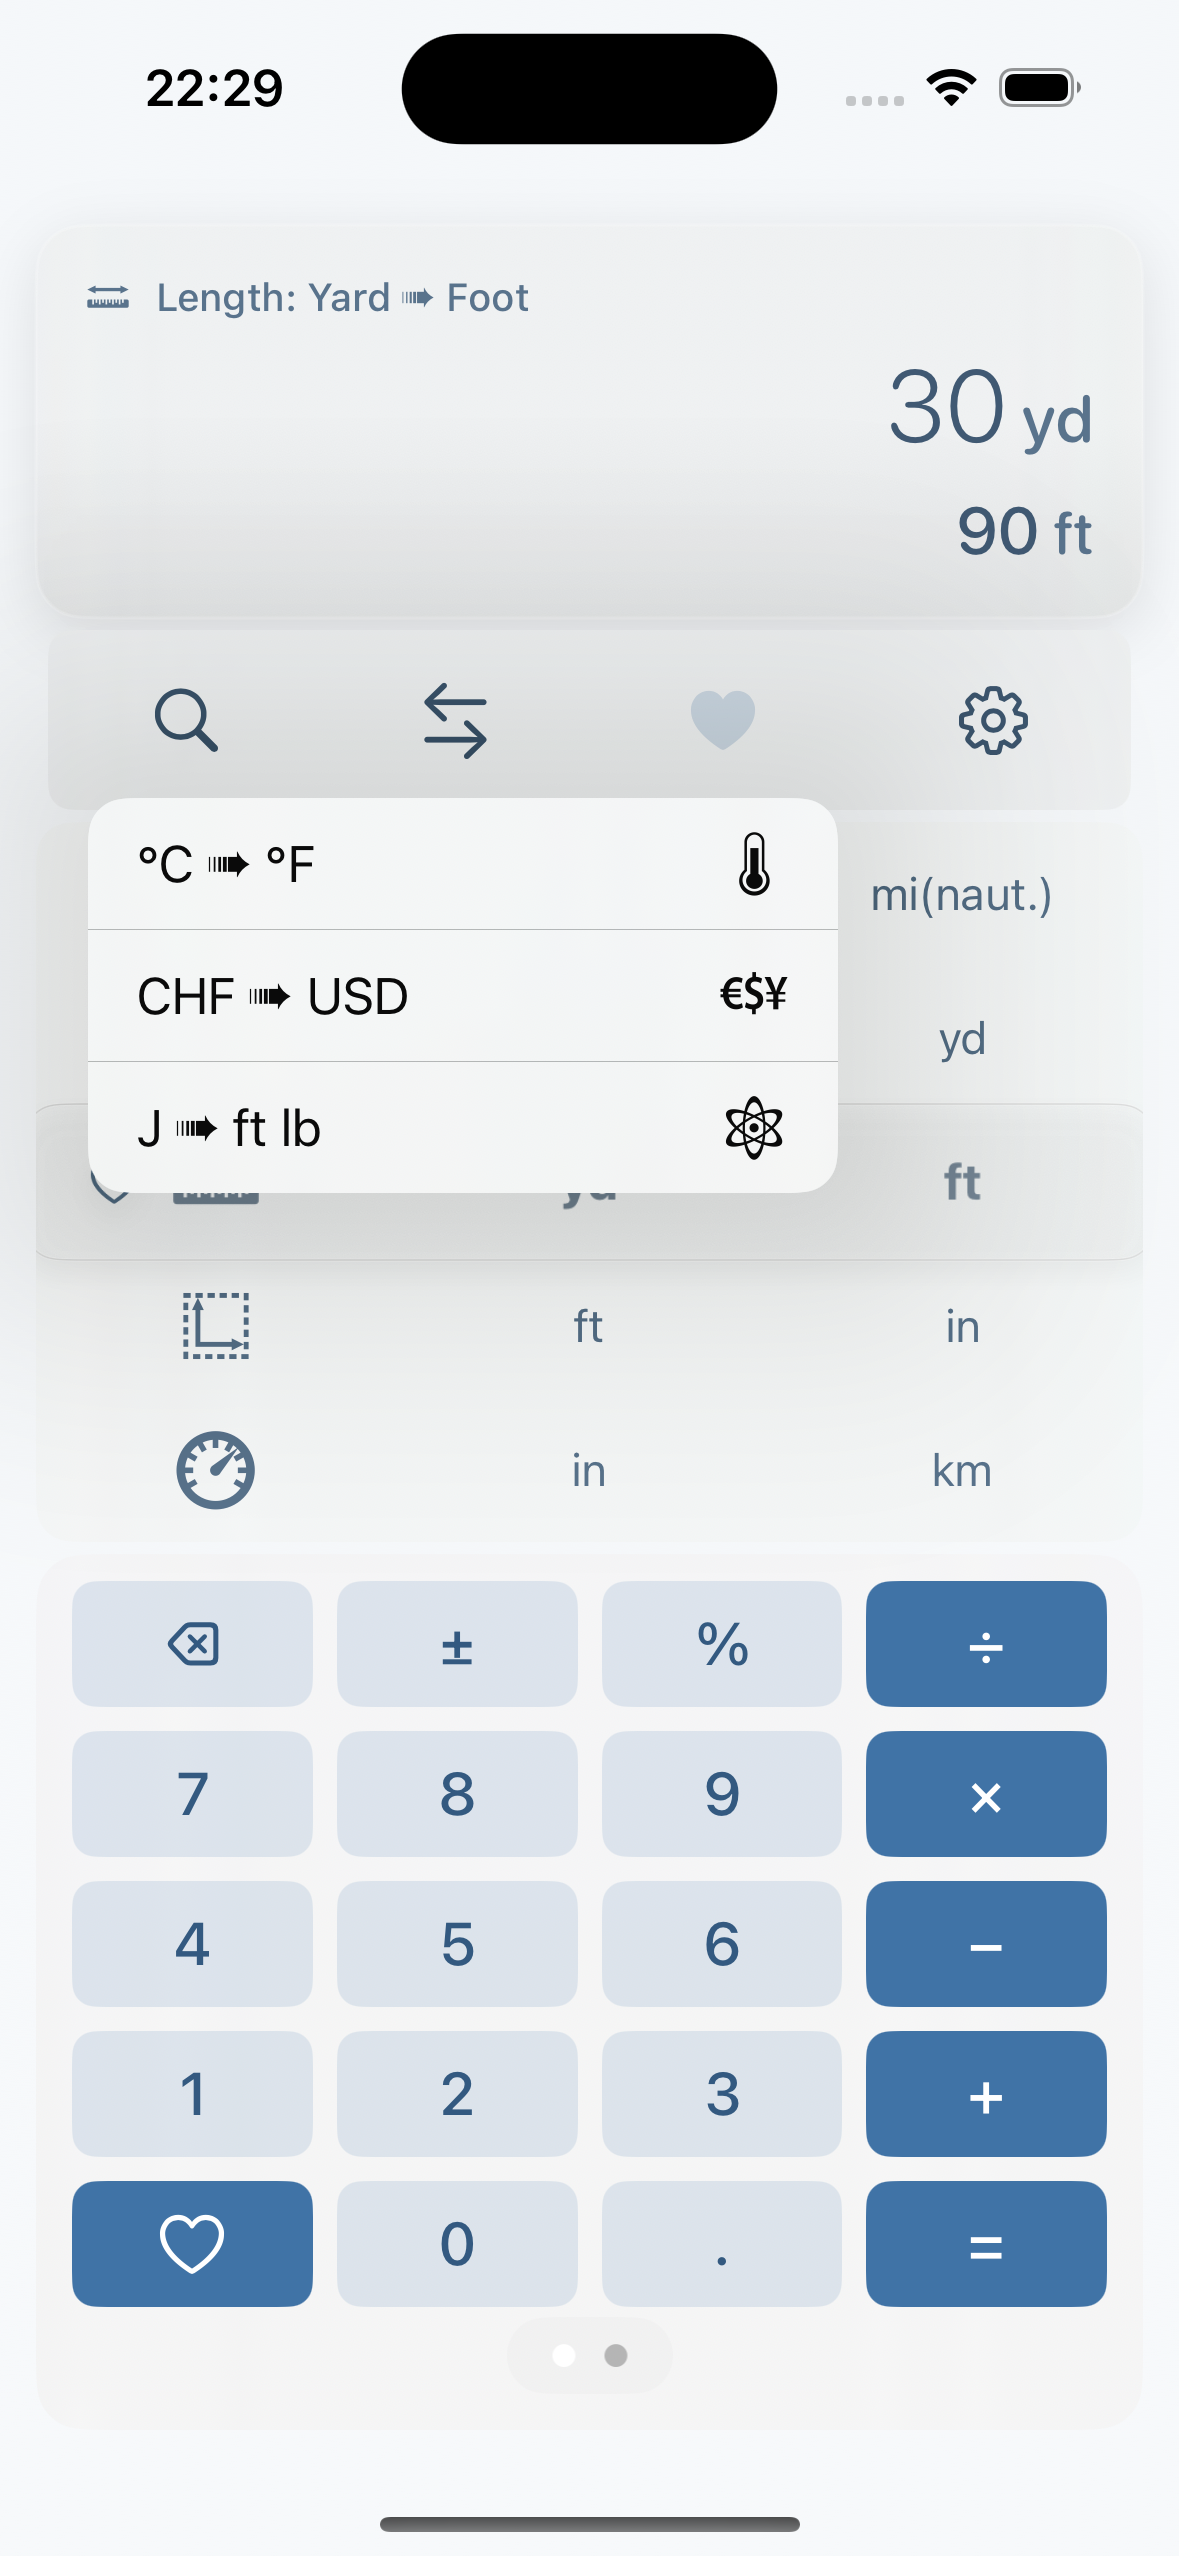 22:29
Length: Yard ➠ Foot
30 yd
90 ft
°C ➠ °F
CHF ➠ USD
€$¥
J ➠ ft lb
mi(naut.)
yd
ft
ft in
in km
± % ÷
7 8 9 ×
4 5 6 −
1 2 3 +
0 . =